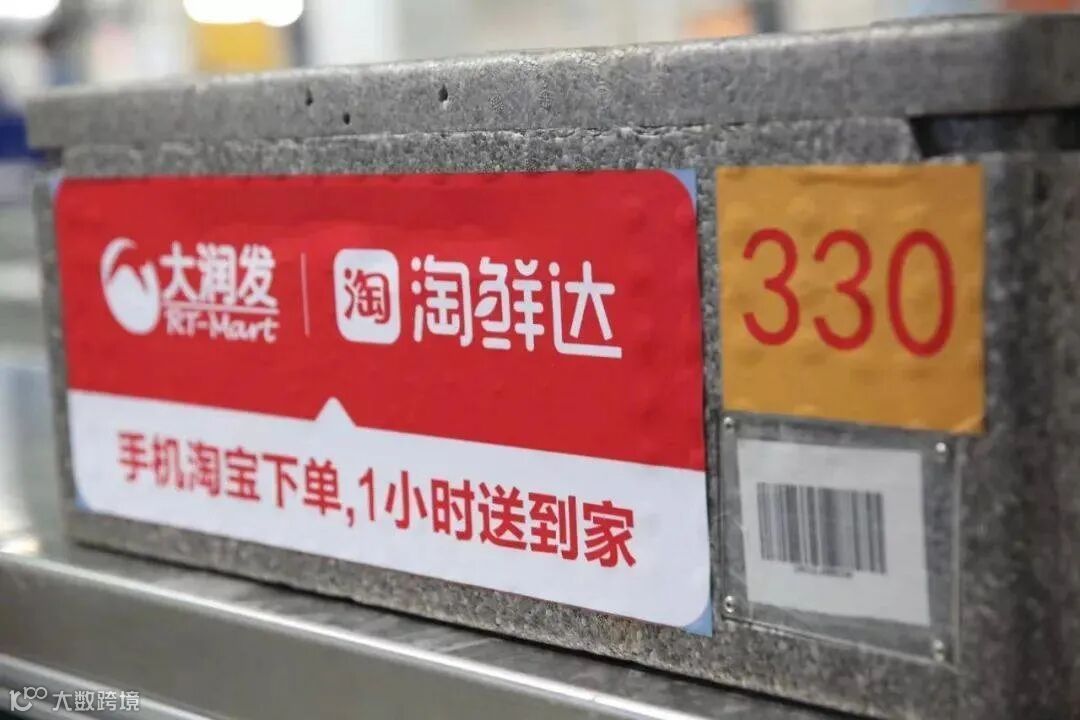 大润发
RT-Mart
淘
淘鲜达
手机淘宝下单,1小时送到家
330
大数跨境